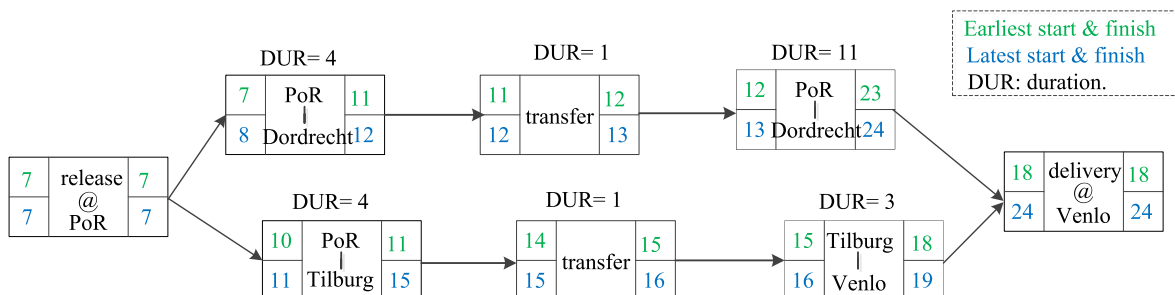 Earliest start & finish
Latest start & finish
DUR: duration.
DUR= 4
DUR= 1
DUR= 11
7 PoR 11
8 Dordrecht 12
11 transfer 12
12 13
12 PoR 23
13 Dordrecht 24
7 release 7
@
7 PoR 7
18 delivery 18
@
24 Venlo 24
DUR= 4
DUR= 1
DUR= 3
10 PoR 11
11 Tilburg 15
14 transfer 15
15 16
15 Tilburg 18
16 Venlo 19